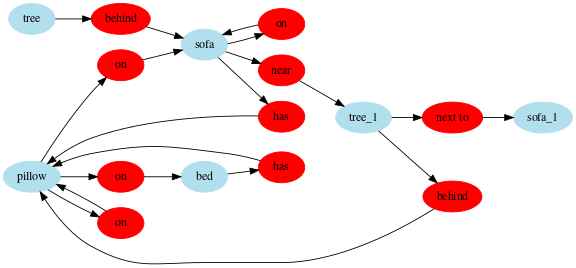 tree
behind
on
sofa
on
near
has
tree_1
next to
sofa_1
pillow
on
bed
has
behind
on